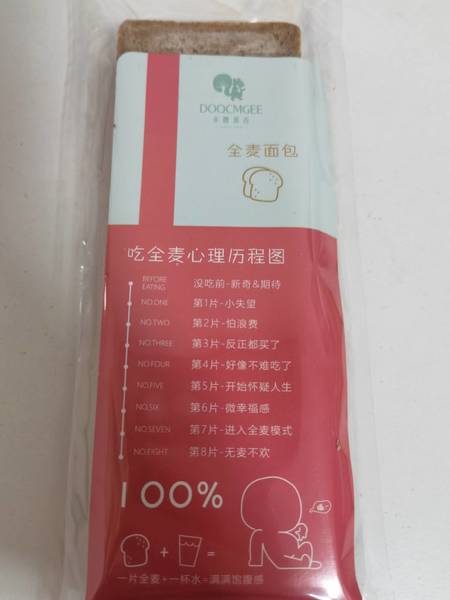 DOQCMGEE
全麦面包
吃全麦心理历程图
BEFORE EATING 没吃前-新奇&期待
NO.ONE 第1片-小失望
NO.TWO 第2片-怕浪费
NO.THREE 第3片-反正都买了
NO.FOUR 第4片-好像不难吃了
NO.FIVE 第5片-开始怀疑人生
NO.SIX 第6片-微幸福感
NO.SEVEN 第7片-进入全麦模式
NO.EIGHT 第8片-无麦不欢
100%
+ =
一片全麦+一杯水=满满饱腹感